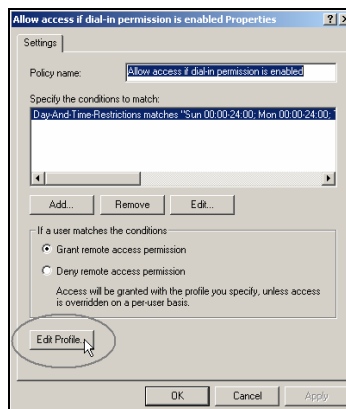 Allow access if dial-in permission is enabled Properties
Settings
Policy name: Allow access if dial-in permission is enabled
Specify the conditions to match:
Day-And-Time-Restrictions matches "Sun 00:00-24:00; Mon 00:00-24:00; T
Add... Remove Edit...
If a user matches the conditions
Grant remote access permission
Deny remote access permission
Access will be granted with the profile you specify, unless access
is overridden on a per-user basis.
Edit Profile...
OK Cancel Apply